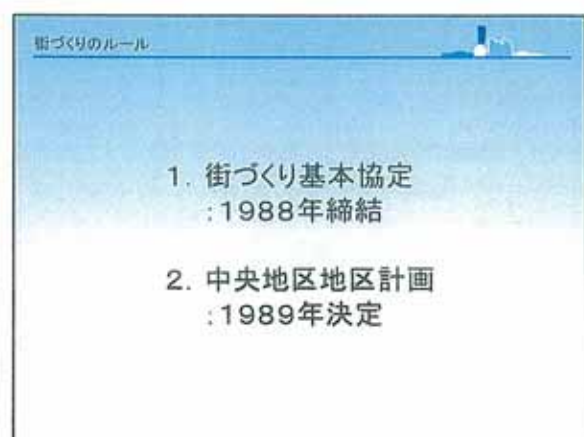 街づくりのルール
1. 街づくり基本協定
:1988年締結
2. 中央地区地区計画
:1989年決定